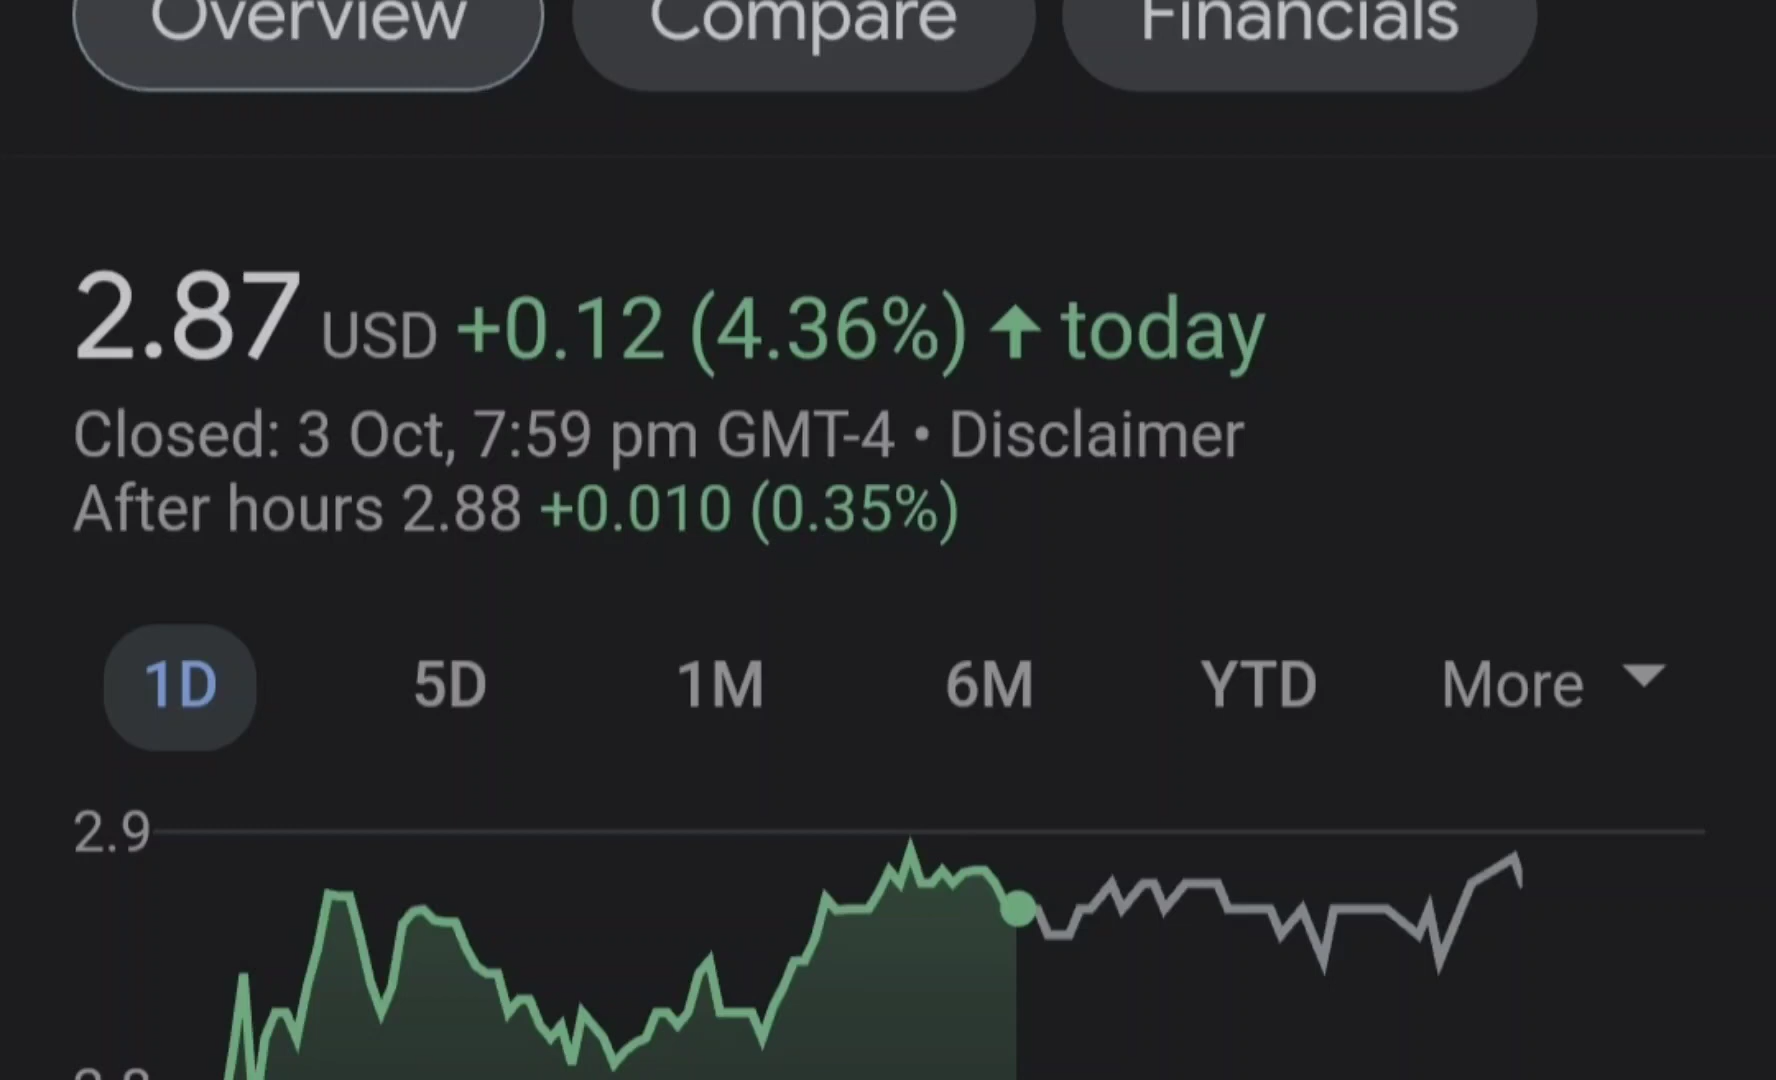 Overview Compare Financials
2.87 USD +0.12 (4.36%) ↑ today
Closed: 3 Oct, 7:59 pm GMT-4 • Disclaimer
After hours 2.88 +0.010 (0.35%)
1D 5D 1M 6M YTD More
2.9